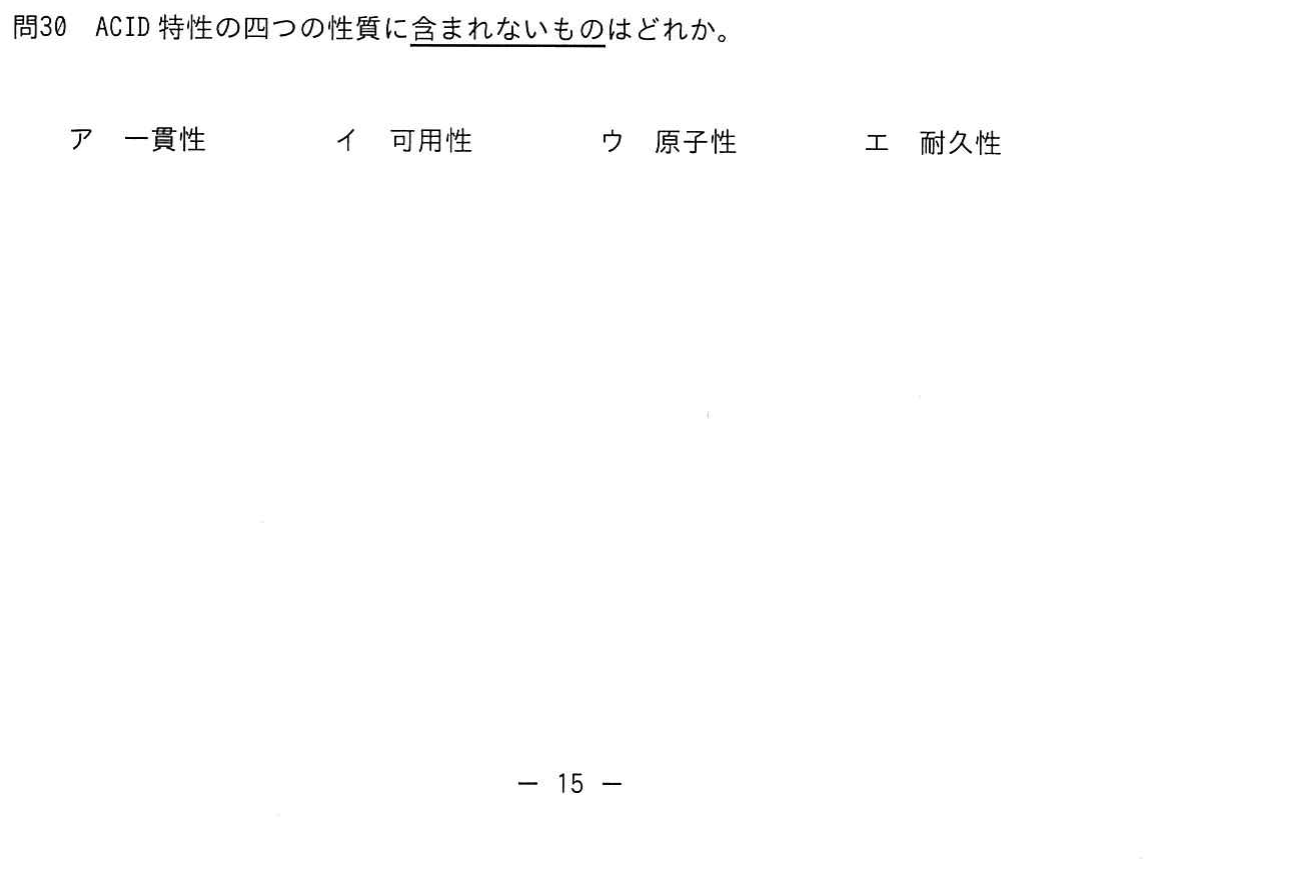 問30　ACID 特性の四つの性質に含まれないものはどれか。
ア　一貫性　イ　可用性　ウ　原子性　エ　耐久性
－ 15 －